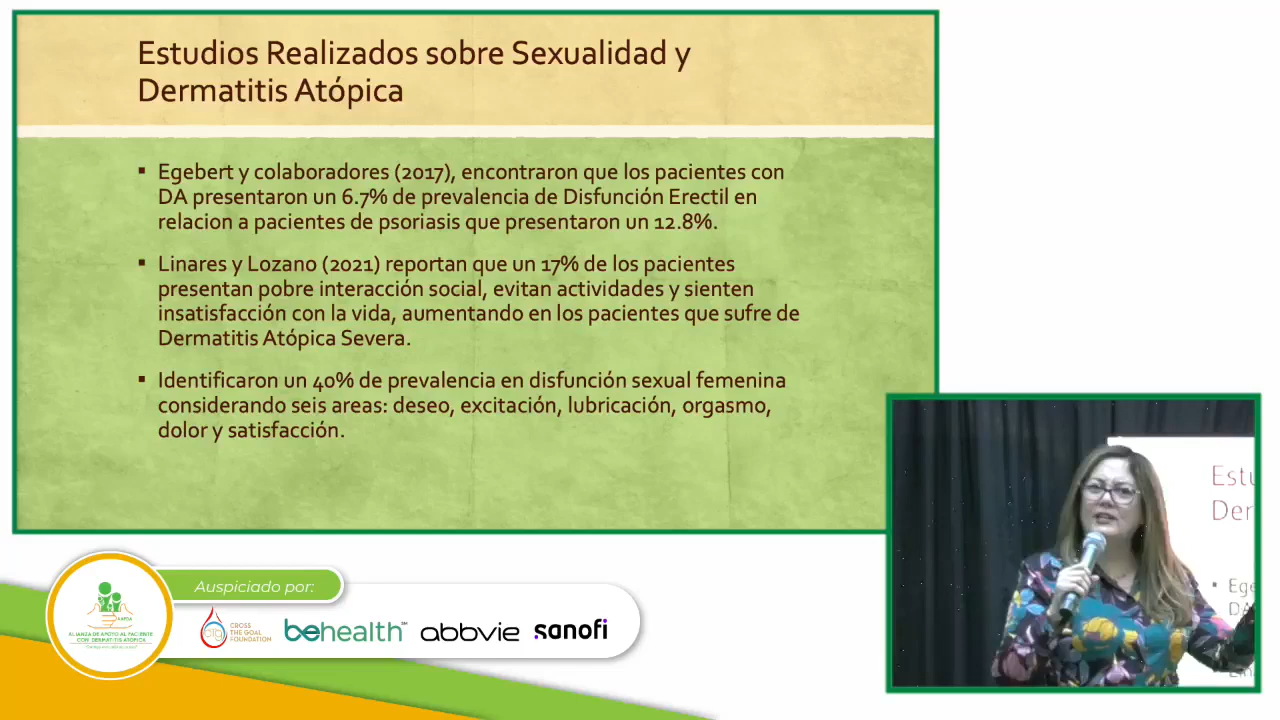 Estudios Realizados sobre Sexualidad y
Dermatitis Atópica
▪ Egebert y colaboradores (2017), encontraron que los pacientes con
DA presentaron un 6.7% de prevalencia de Disfunción Erectil en
relacion a pacientes de psoriasis que presentaron un 12.8%.
▪ Linares y Lozano (2021) reportan que un 17% de los pacientes
presentan pobre interacción social, evitan actividades y sienten
insatisfacción con la vida, aumentando en los pacientes que sufre de
Dermatitis Atópica Severa.
▪ Identificaron un 40% de prevalencia en disfunción sexual femenina
considerando seis areas: deseo, excitación, lubricación, orgasmo,
dolor y satisfacción.
Estu
Der
▪ Ege
DA
Auspiciado por:
ALIANZA DE APOYO AL PACIENTE
CON DERMATITIS ATOPICA
CROSS
THE GOAL
FOUNDATION
behealth
abbvie
sanofi